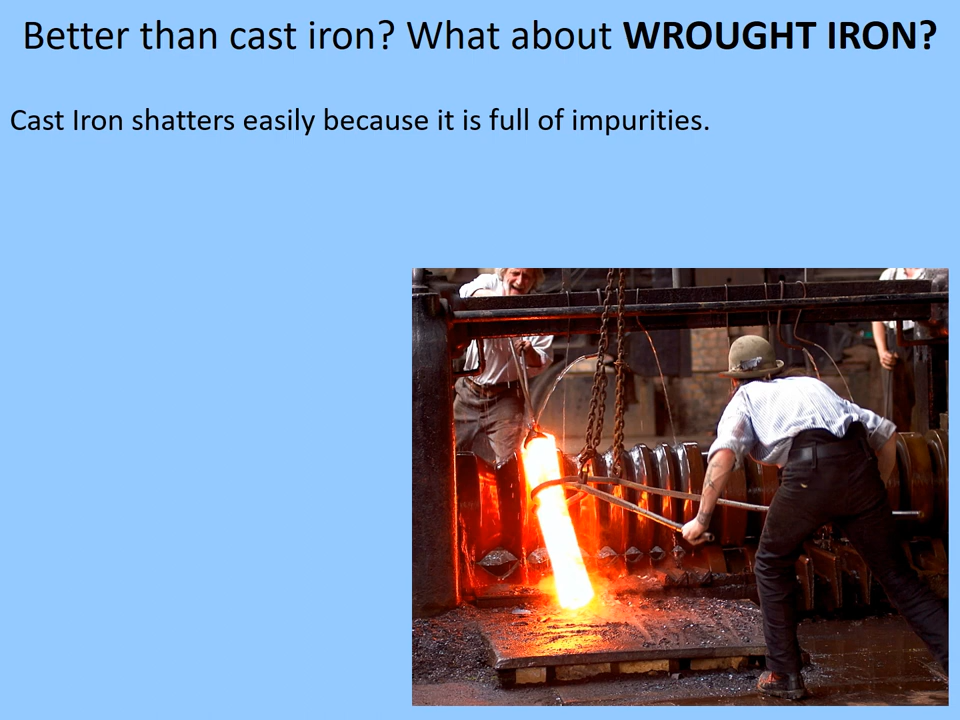 Better than cast iron? What about WROUGHT IRON?
Cast Iron shatters easily because it is full of impurities.